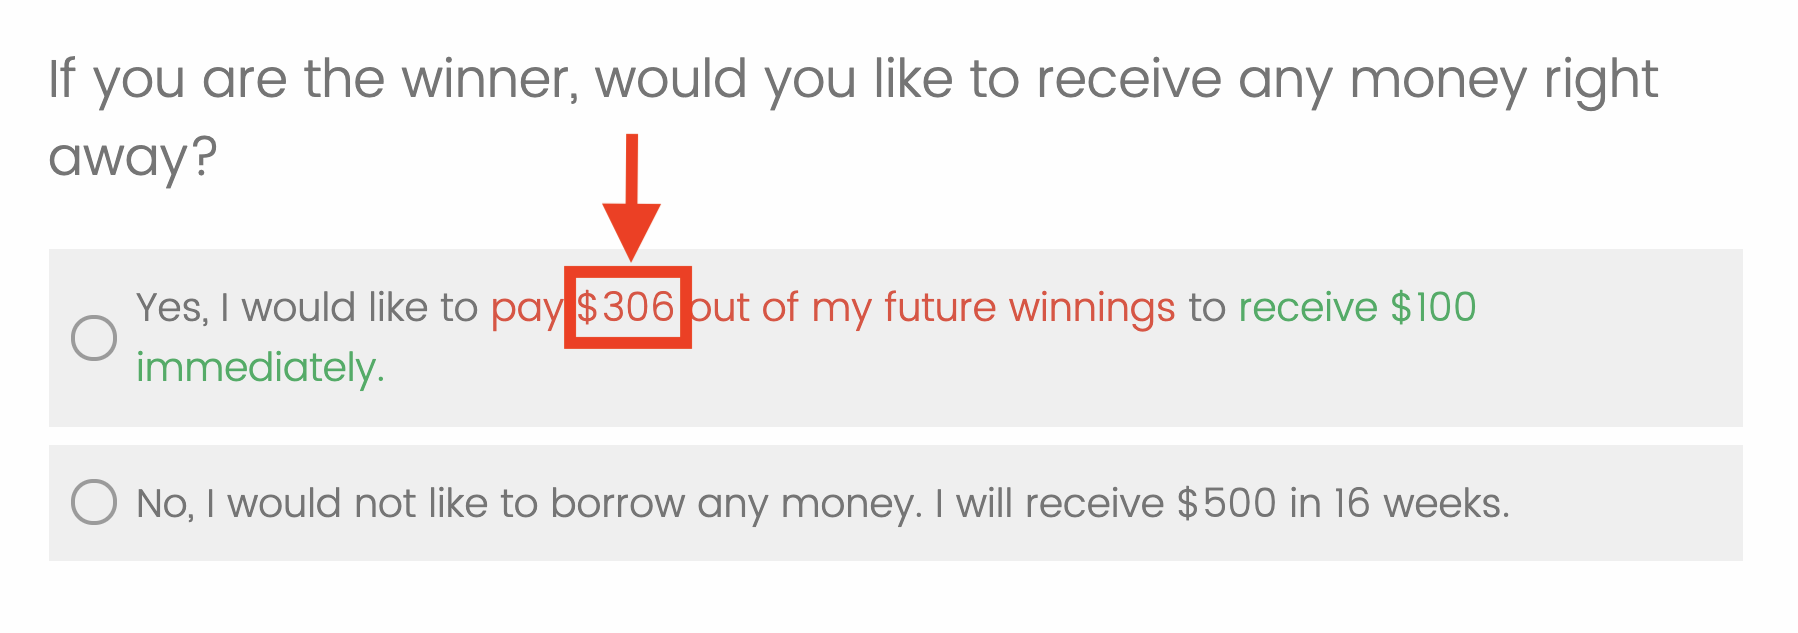 If you are the winner, would you like to receive any money right
away?
Yes, I would like to pay $306 out of my future winnings to receive $100
immediately.
No, I would not like to borrow any money. I will receive $500 in 16 weeks.